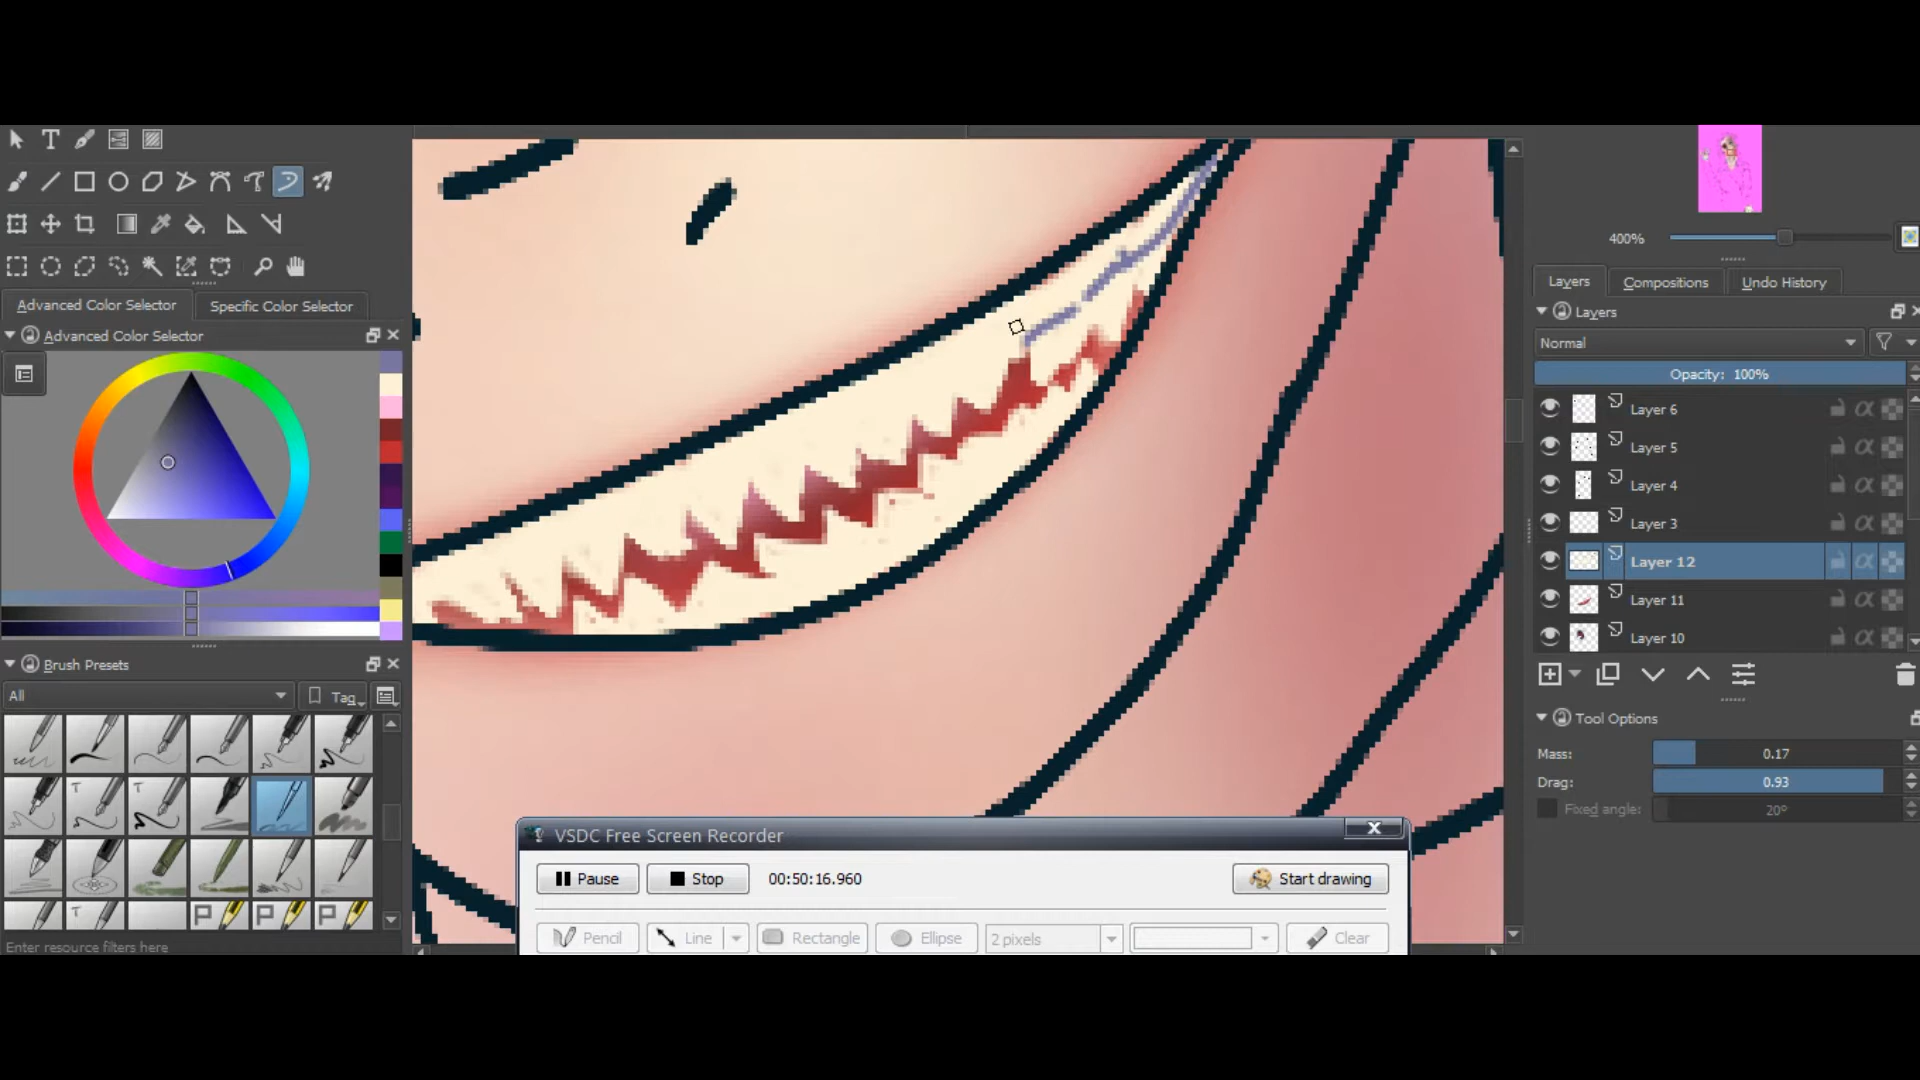 400%
Advanced Color Selector
Specific Color Selector
Advanced Color Selector
Layers
Compositions
Undo History
Layers
Normal
Opacity: 100%
Layer 6
Layer 5
Layer 4
Layer 3
Layer 12
Layer 11
Layer 10
Brush Presets
All
Tag
Tool Options
Mass:
0.17
Drag:
0.93
Fixed angle:
20º
Enter resource filters here
VSDC Free Screen Recorder
Pause
Stop
00:50:16.960
Start drawing
Pencil
Line
Rectangle
Ellipse
2 pixels
Clear